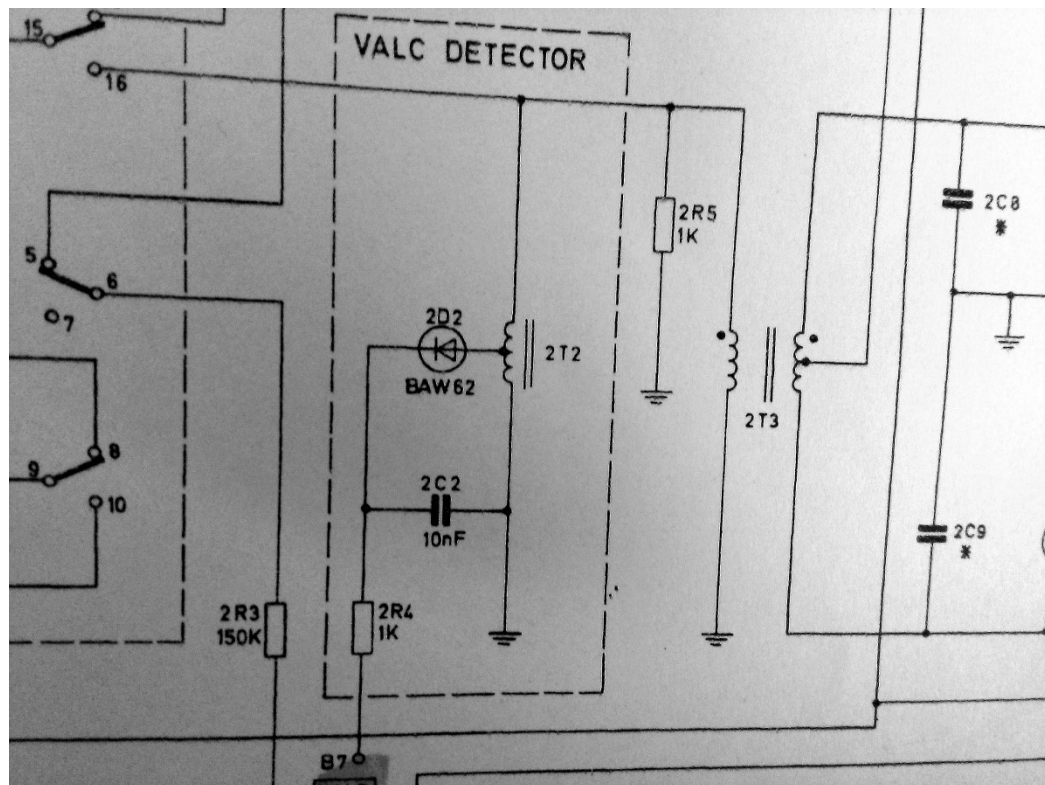 15
16
VALC DETECTOR
5
6
7
2R5
1K
2C8
*
2D2
BAW62
2T2
2T3
8
9
10
2C2
10nF
2C9
*
2R3
150K
2R4
1K
B7